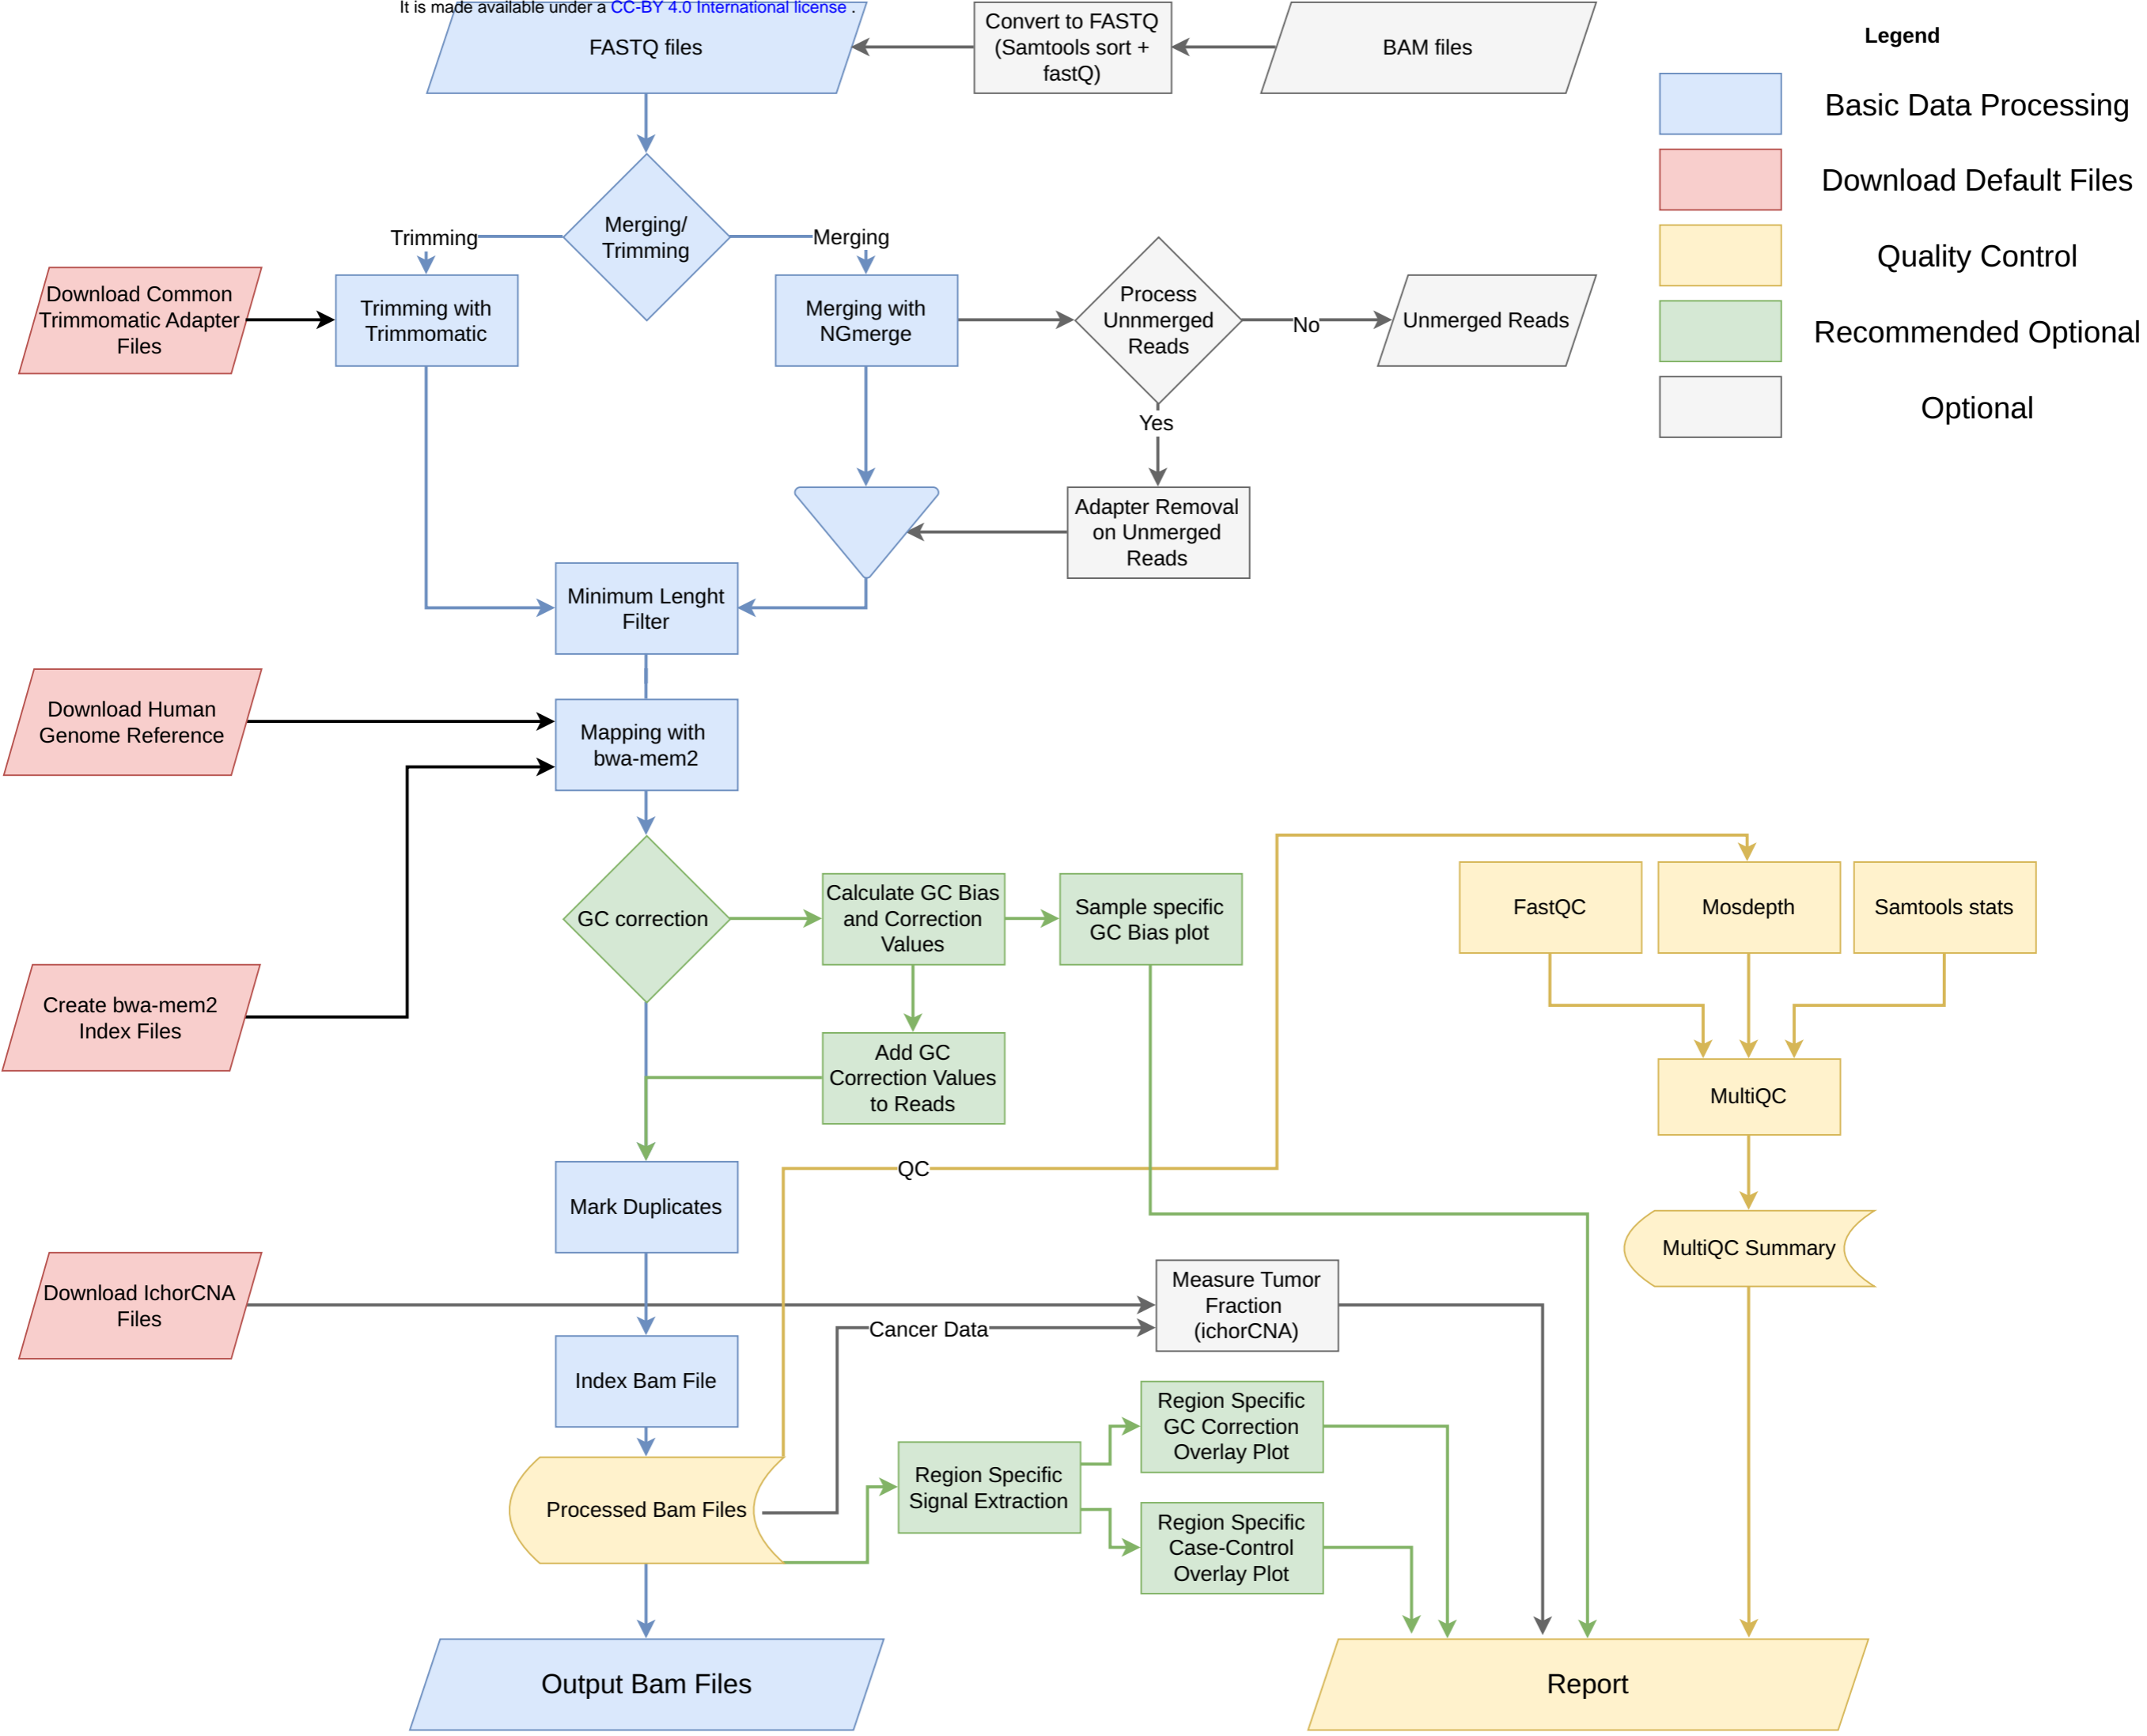 It is made available under a CC-BY 4.0 International license .
FASTQ files
Convert to FASTQ
(Samtools sort +
fastQ)
BAM files
Legend
Basic Data Processing
Download Default Files
Quality Control
Recommended Optional
Optional
Merging/
Trimming
Trimming
Merging
Download Common
Trimmomatic Adapter
Files
Trimming with
Trimmomatic
Merging with
NGmerge
Process
Unnmerged
Reads
No
Unmerged Reads
Yes
Adapter Removal
on Unmerged
Reads
Minimum Lenght
Filter
Download Human
Genome Reference
Mapping with
bwa-mem2
GC correction
Calculate GC Bias
and Correction
Values
Sample specific
GC Bias plot
FastQC
Mosdepth
Samtools stats
Create bwa-mem2
Index Files
Add GC
Correction Values
to Reads
MultiQC
QC
Mark Duplicates
MultiQC Summary
Download IchorCNA
Files
Measure Tumor
Fraction
(ichorCNA)
Cancer Data
Index Bam File
Region Specific
GC Correction
Overlay Plot
Region Specific
Signal Extraction
Processed Bam Files
Region Specific
Case-Control
Overlay Plot
Output Bam Files
Report